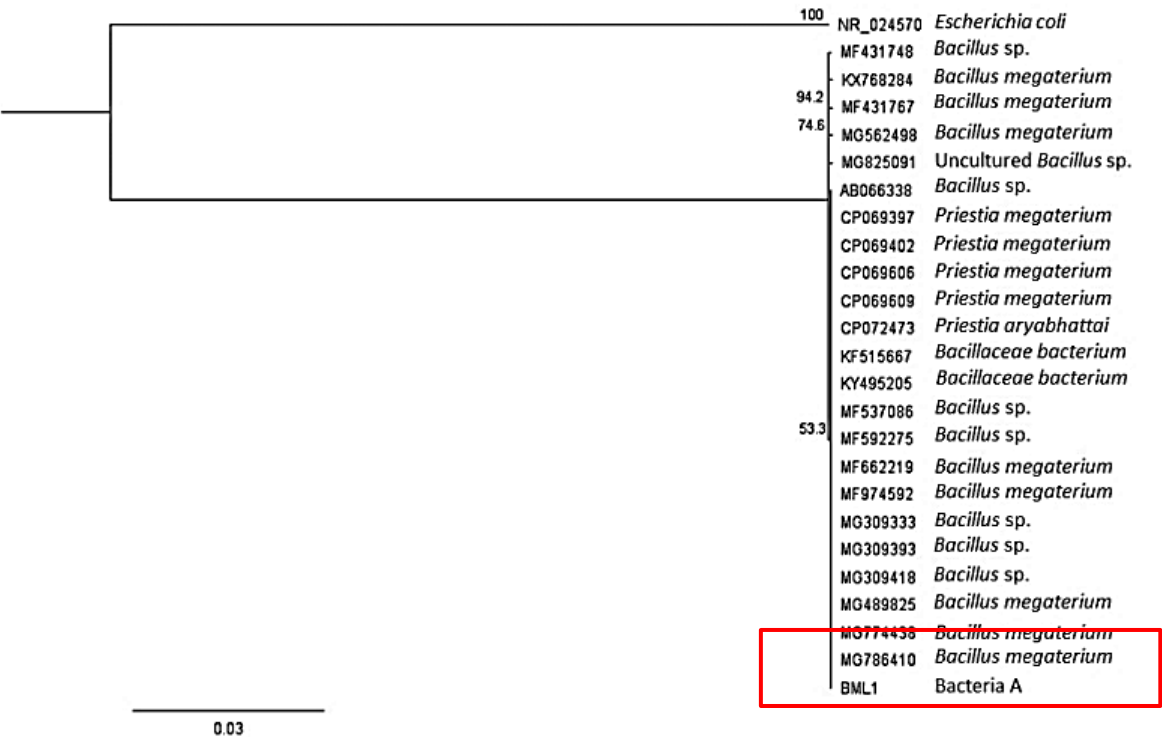 100 NR_024570 Escherichia coli
MF431748 Bacillus sp.
KX768284 Bacillus megaterium
94.2 MF431767 Bacillus megaterium
74.6 MG562498 Bacillus megaterium
MG825091 Uncultured Bacillus sp.
AB066338 Bacillus sp.
CP069397 Priestia megaterium
CP069402 Priestia megaterium
CP069606 Priestia megaterium
CP069609 Priestia megaterium
CP072473 Priestia aryabhattai
KF515667 Bacillaceae bacterium
KY495205 Bacillaceae bacterium
MF537086 Bacillus sp.
53.3 MF592275 Bacillus sp.
MF662219 Bacillus megaterium
MF974592 Bacillus megaterium
MG309333 Bacillus sp.
MG309393 Bacillus sp.
MG309418 Bacillus sp.
MG489825 Bacillus megaterium
MG774438 Bacillus megaterium
MG786410 Bacillus megaterium
BML1 Bacteria A
0.03